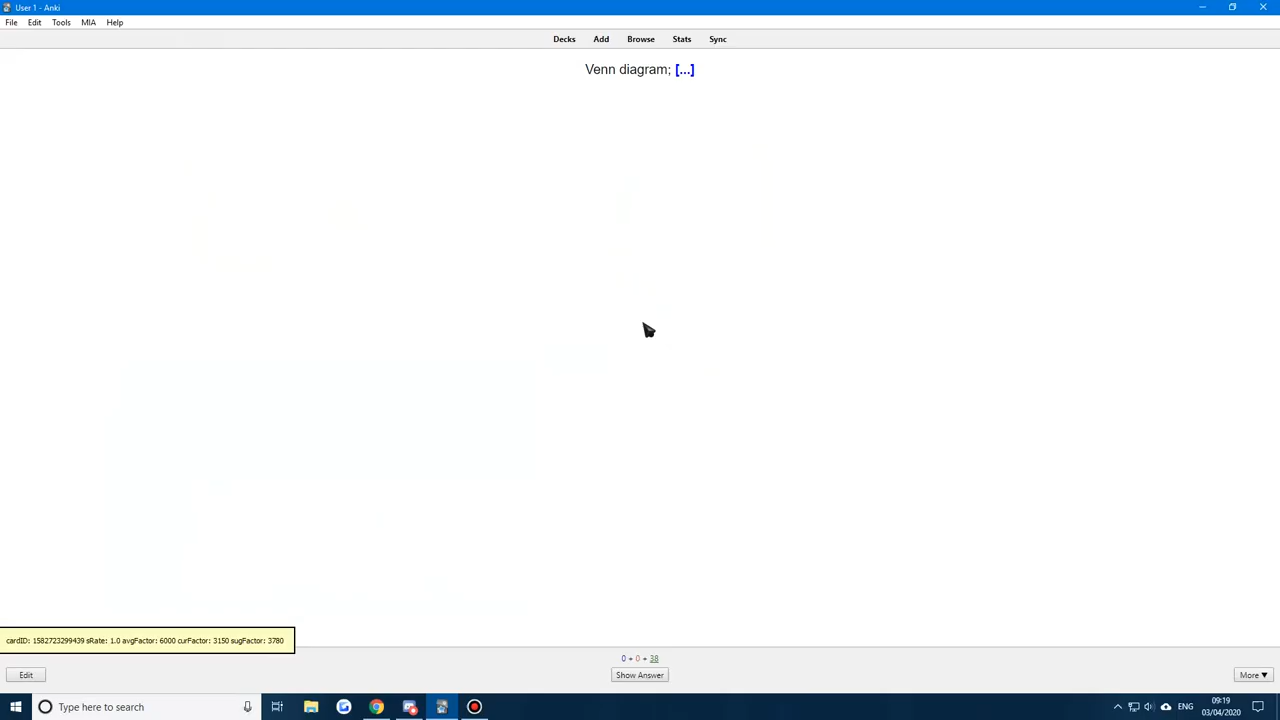 User 1 - Anki
File Edit Tools MIA Help
Decks Add Browse Stats Sync
Venn diagram; [...]
cardID: 1582723299439 sRate: 1.0 avgFactor: 6000 curFactor: 3150 sugFactor: 3780
0 + 0 + 38
Edit Show Answer More ▼
Type here to search ENG 09:19
03/04/2020